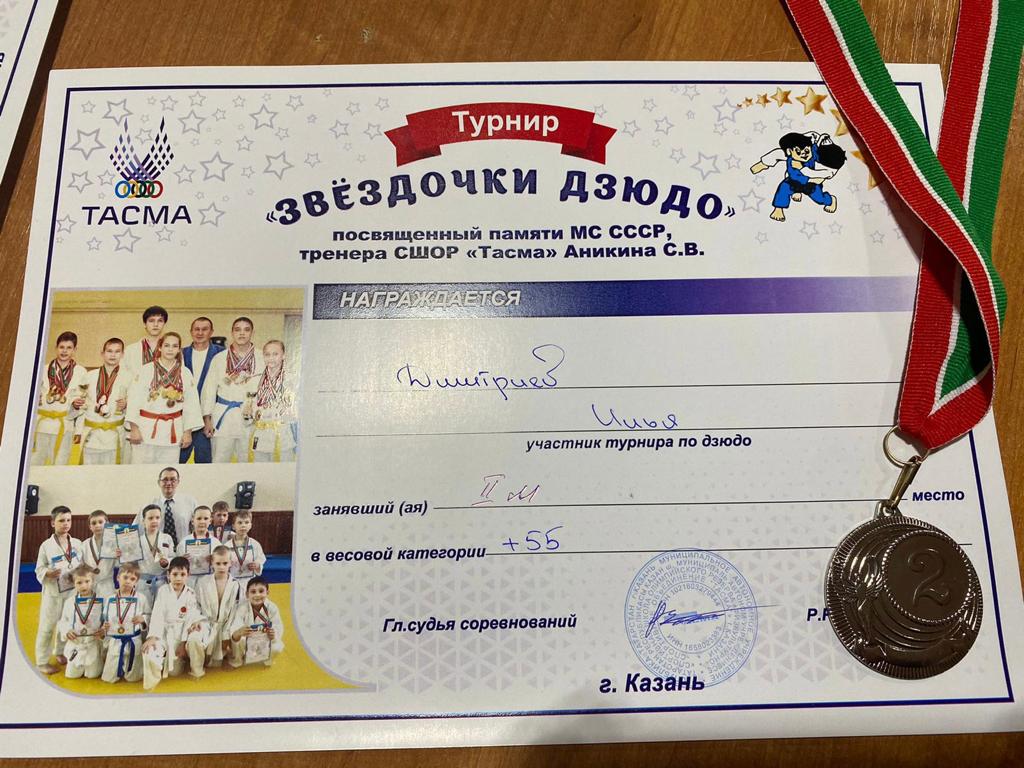 Турнир
«ЗВЁЗДОЧКИ ДЗЮДО»
ТАСМА
посвященный памяти МС СССР,
тренера СШОР «Тасма» Аникина С.В.
НАГРАЖДАЕТСЯ
Дмитриев
Илья
участник турнира по дзюдо
занявший (ая) II м место
в весовой категории +55
Гл.судья соревнований
г. Казань
2